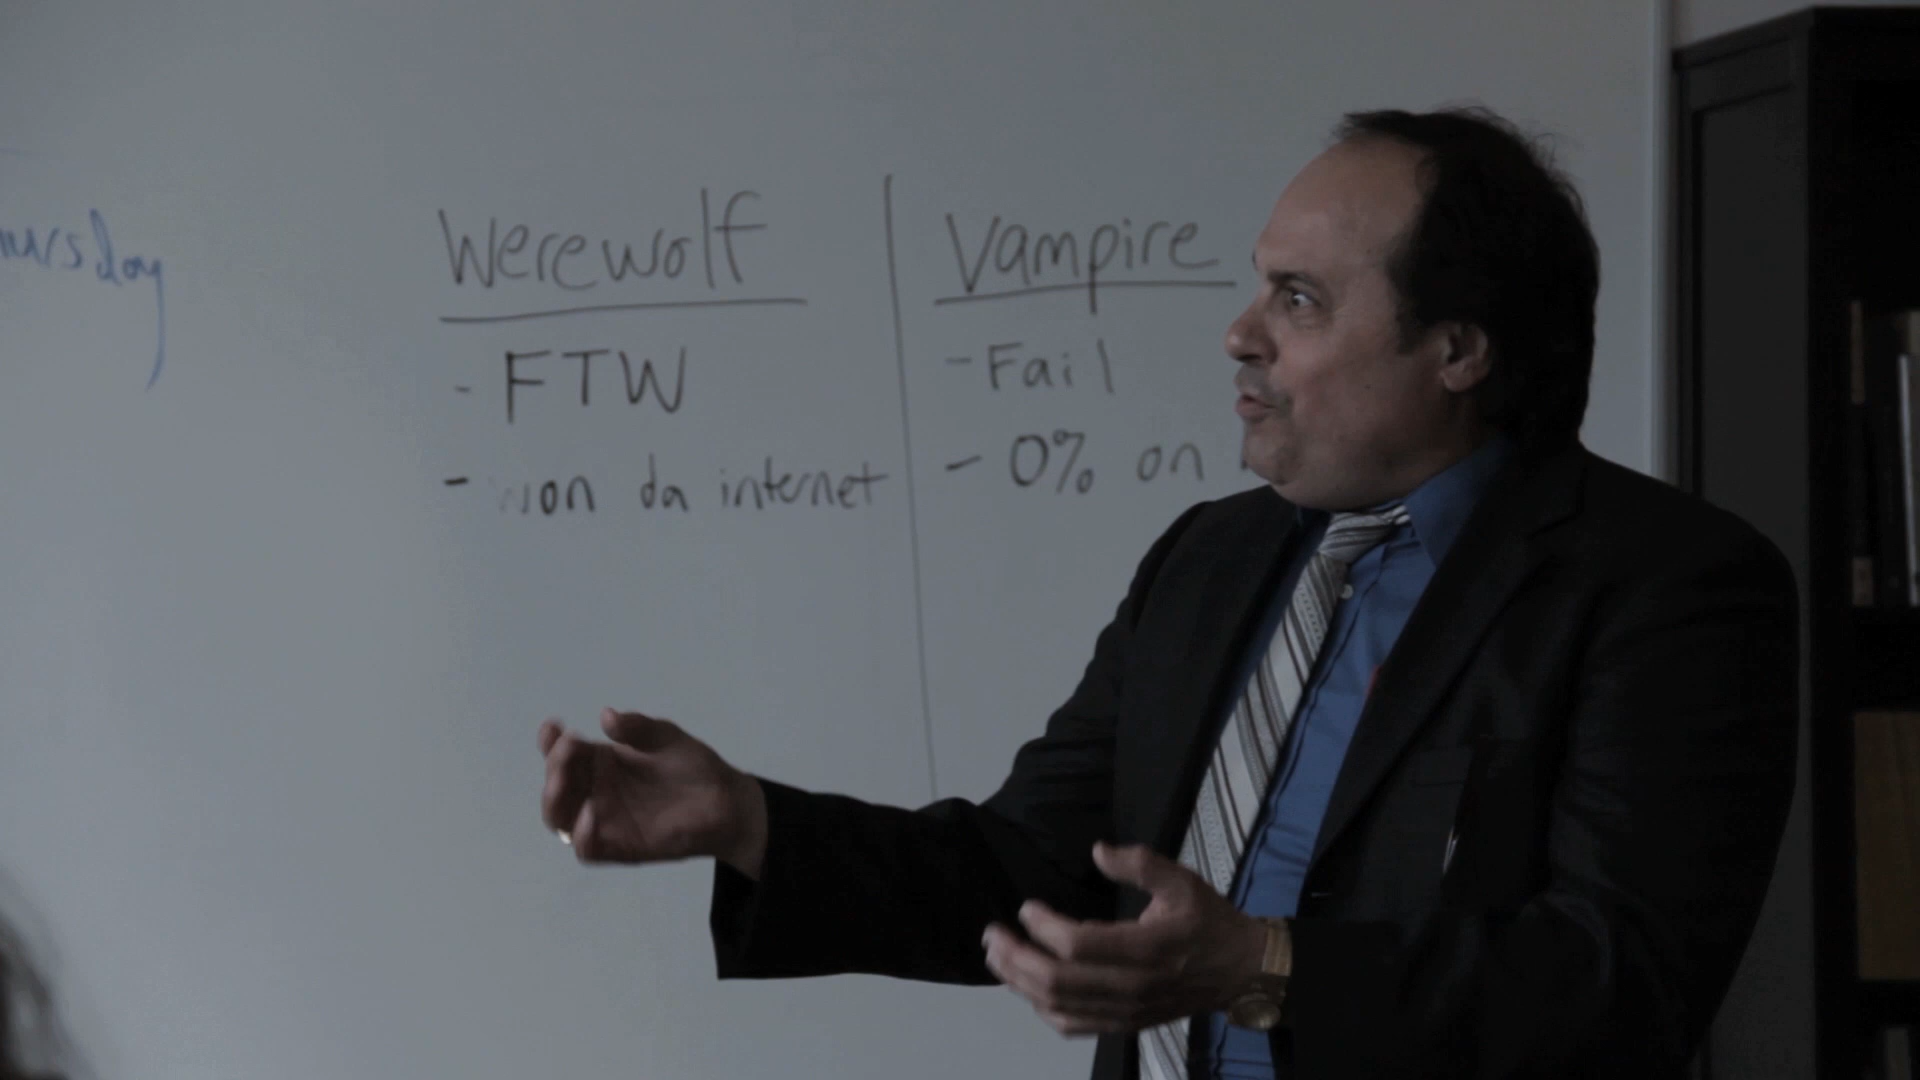 Werewolf
- FTW
- won da internet
Vampire
- Fail
- 0% on